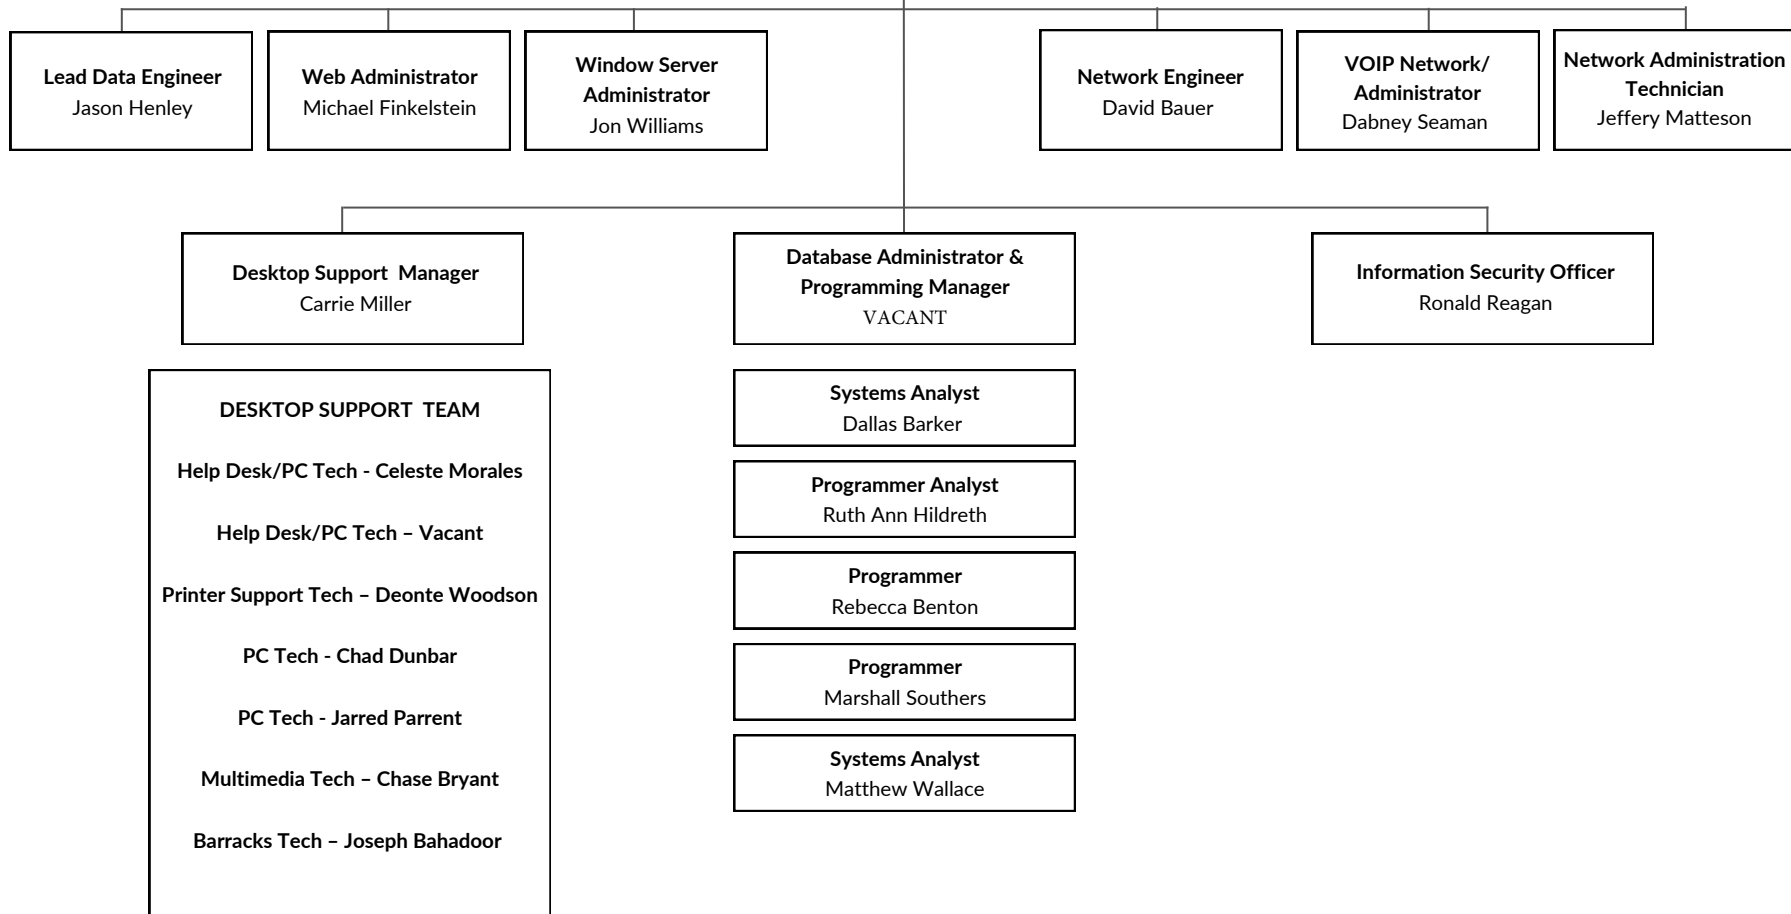 Lead Data Engineer
Jason Henley
Web Administrator
Michael Finkelstein
Window Server
Administrator
Jon Williams
Network Engineer
David Bauer
VOIP Network/
Administrator
Dabney Seaman
Network Administration
Technician
Jeffery Matteson
Desktop Support  Manager
Carrie Miller
Database Administrator &
Programming Manager
VACANT
Information Security Officer
Ronald Reagan
DESKTOP SUPPORT  TEAM
Help Desk/PC Tech - Celeste Morales
Help Desk/PC Tech – Vacant
Printer Support Tech – Deonte Woodson
PC Tech - Chad Dunbar
PC Tech - Jarred Parrent
Multimedia Tech – Chase Bryant
Barracks Tech – Joseph Bahadoor
Systems Analyst
Dallas Barker
Programmer Analyst
Ruth Ann Hildreth
Programmer
Rebecca Benton
Programmer
Marshall Southers
Systems Analyst
Matthew Wallace